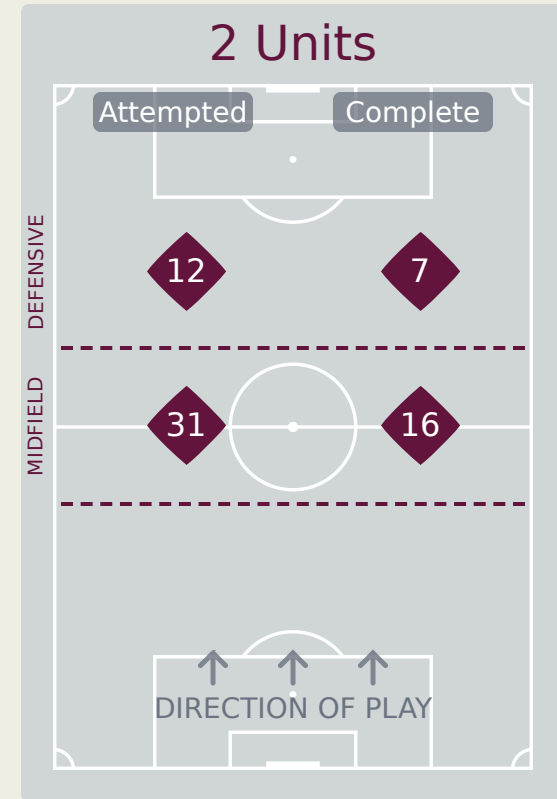 2 Units
Attempted Complete
DEFENSIVE
12 7
MIDFIELD
31 16
DIRECTION OF PLAY